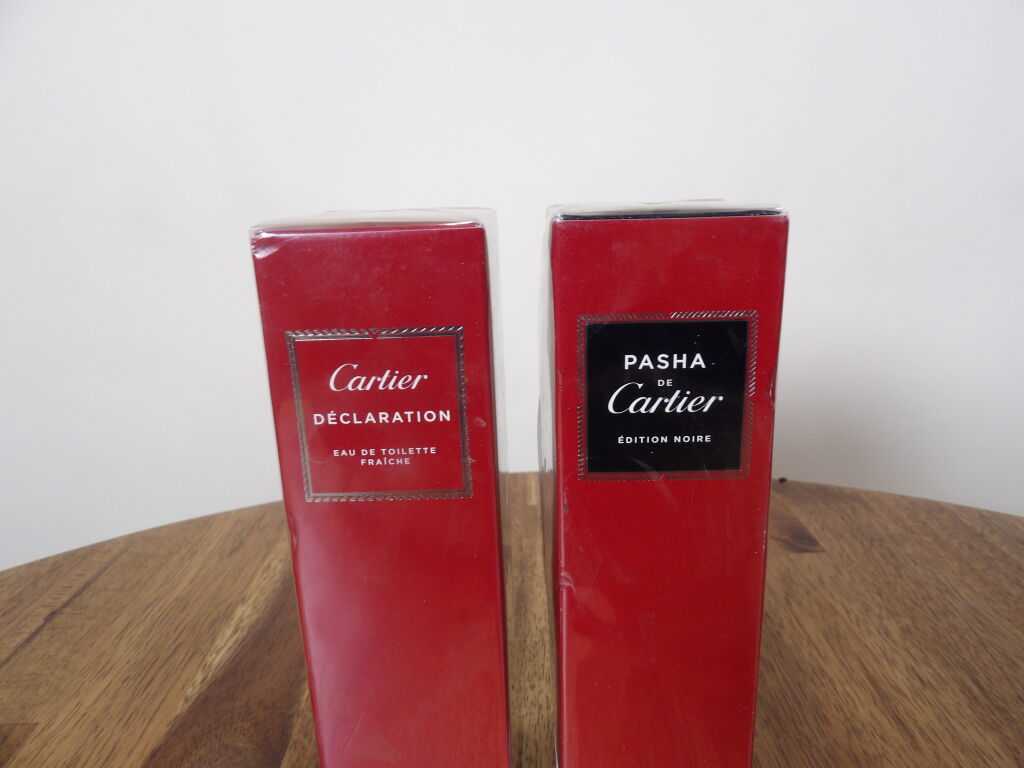 Cartier
DÉCLARATION
EAU DE TOILETTE
FRAÎCHE
PASHA
DE
Cartier
ÉDITION NOIRE